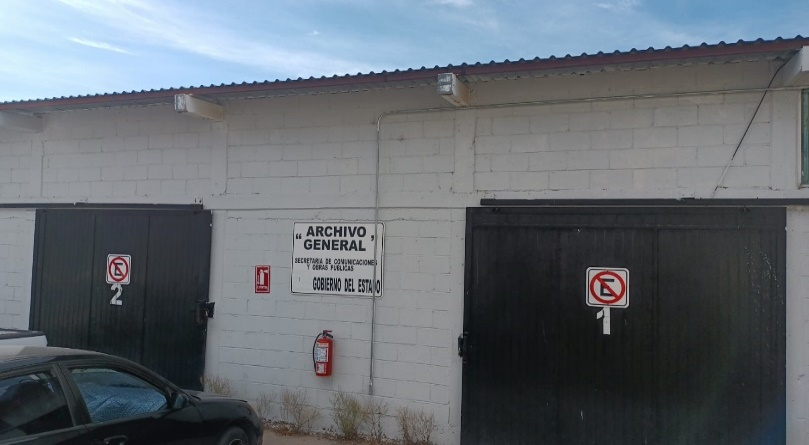 " ARCHIVO "
GENERAL
SECRETARIA DE COMUNICACIONES
Y OBRAS PUBLICAS
GOBIERNO DEL ESTADO
E
2
E
1